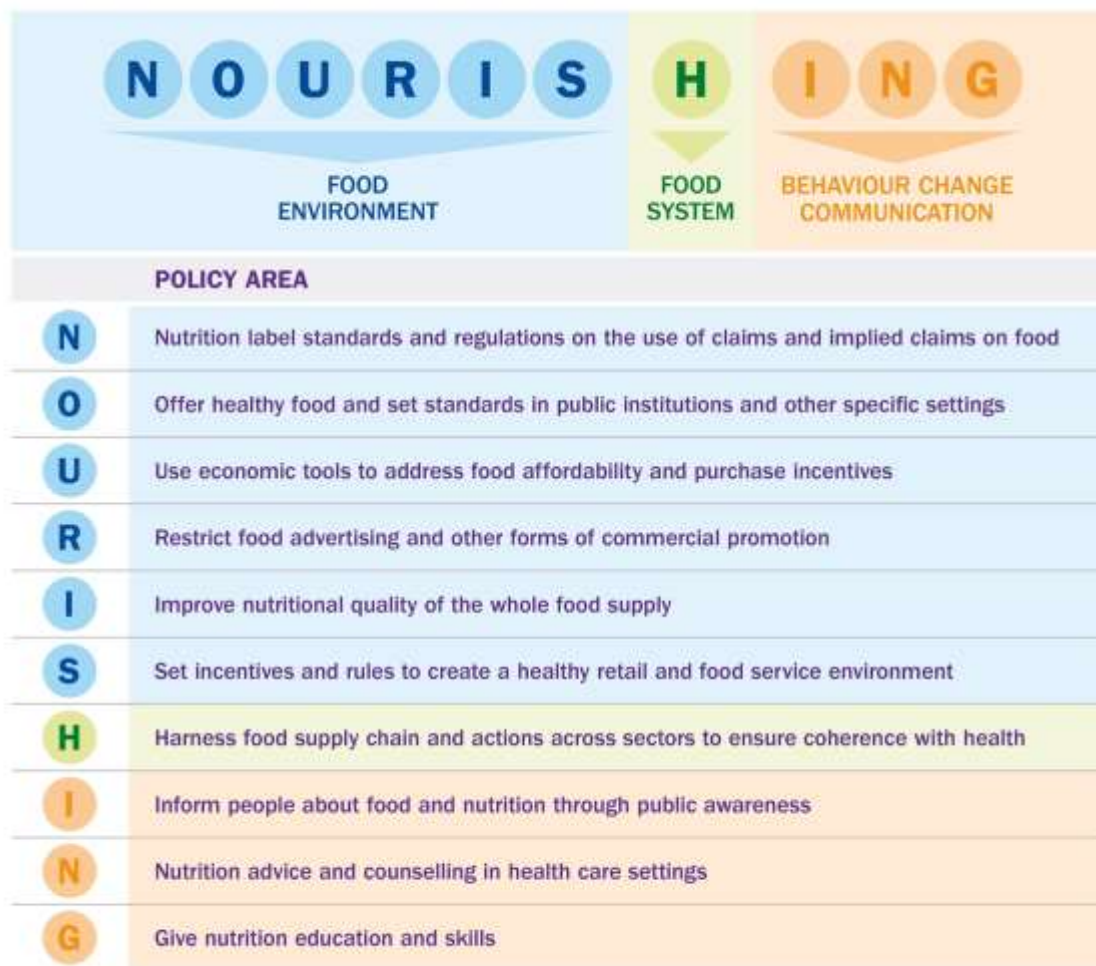 N O U R I S H I N G
FOOD
ENVIRONMENT
FOOD
SYSTEM
BEHAVIOUR CHANGE
COMMUNICATION
POLICY AREA
N Nutrition label standards and regulations on the use of claims and implied claims on food
O Offer healthy food and set standards in public institutions and other specific settings
U Use economic tools to address food affordability and purchase incentives
R Restrict food advertising and other forms of commercial promotion
I Improve nutritional quality of the whole food supply
S Set incentives and rules to create a healthy retail and food service environment
H Harness food supply chain and actions across sectors to ensure coherence with health
I Inform people about food and nutrition through public awareness
N Nutrition advice and counselling in health care settings
G Give nutrition education and skills